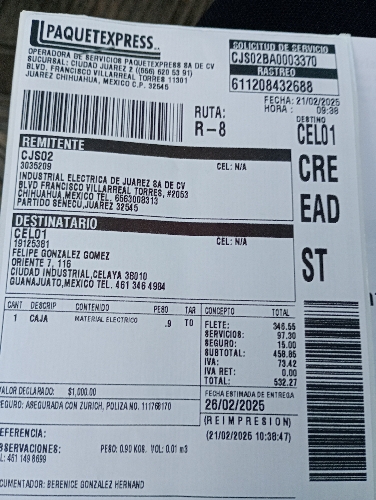 PAQUETEXPRESS
OPERADORA DE SERVICIOS PAQUETEXPRESS SA DE CV
SUCURSAL: CIUDAD JUAREZ 2 ((656) 620 53 91)
BLVD. FRANCISCO VILLARREAL TORRES 11301
JUAREZ CHIHUAHUA, MEXICO C.P. 32545
SOLICITUD DE SERVICIO
CJS02BA0003370
RASTREO
611208432688
FECHA: 21/02/2025
HORA : 09:38
RUTA:
R-8
DESTINO
CEL01
CRE
EAD
ST
REMITENTE
CJS02
3035209
CEL: N/A
INDUSTRIAL ELECTRICA DE JUAREZ SA DE CV
BLVD FRANCISCO VILLARREAL TORRES, #2053
CHIHUAHUA,MEXICO TEL. 6563008313
PARTIDO SENECU,JUAREZ 32545
DESTINATARIO
CEL01
19125381
CEL: N/A
FELIPE GONZALEZ GOMEZ
ORIENTE 7, 116
CIUDAD INDUSTRIAL,CELAYA 38010
GUANAJUATO,MEXICO TEL. 461 346 4984
CANT DESCRIP CONTENIDO PESO TAR CONCEPTO TOTAL
1 CAJA MATERIAL ELECTRICO .9 T0
FLETE: 346.55
SERVICIOS: 97.30
SEGURO: 15.00
SUBTOTAL: 458.85
IVA: 73.42
IVA RET: 0.00
TOTAL: 532.27
VALOR DECLARADO: $1,000.00
SEGURO: ASEGURADA CON ZURICH, POLIZA NO. 111768170
FECHA ESTIMADA DE ENTREGA
26/02/2025
(REIMPRESION)
(21/02/2025 10:38:47)
REFERENCIA:
OBSERVACIONES: PESO: 0.90 KGS. VOL: 0.01 m3
L: 451 149 8699
DOCUMENTADOR: BERENICE GONZALEZ HERNAND